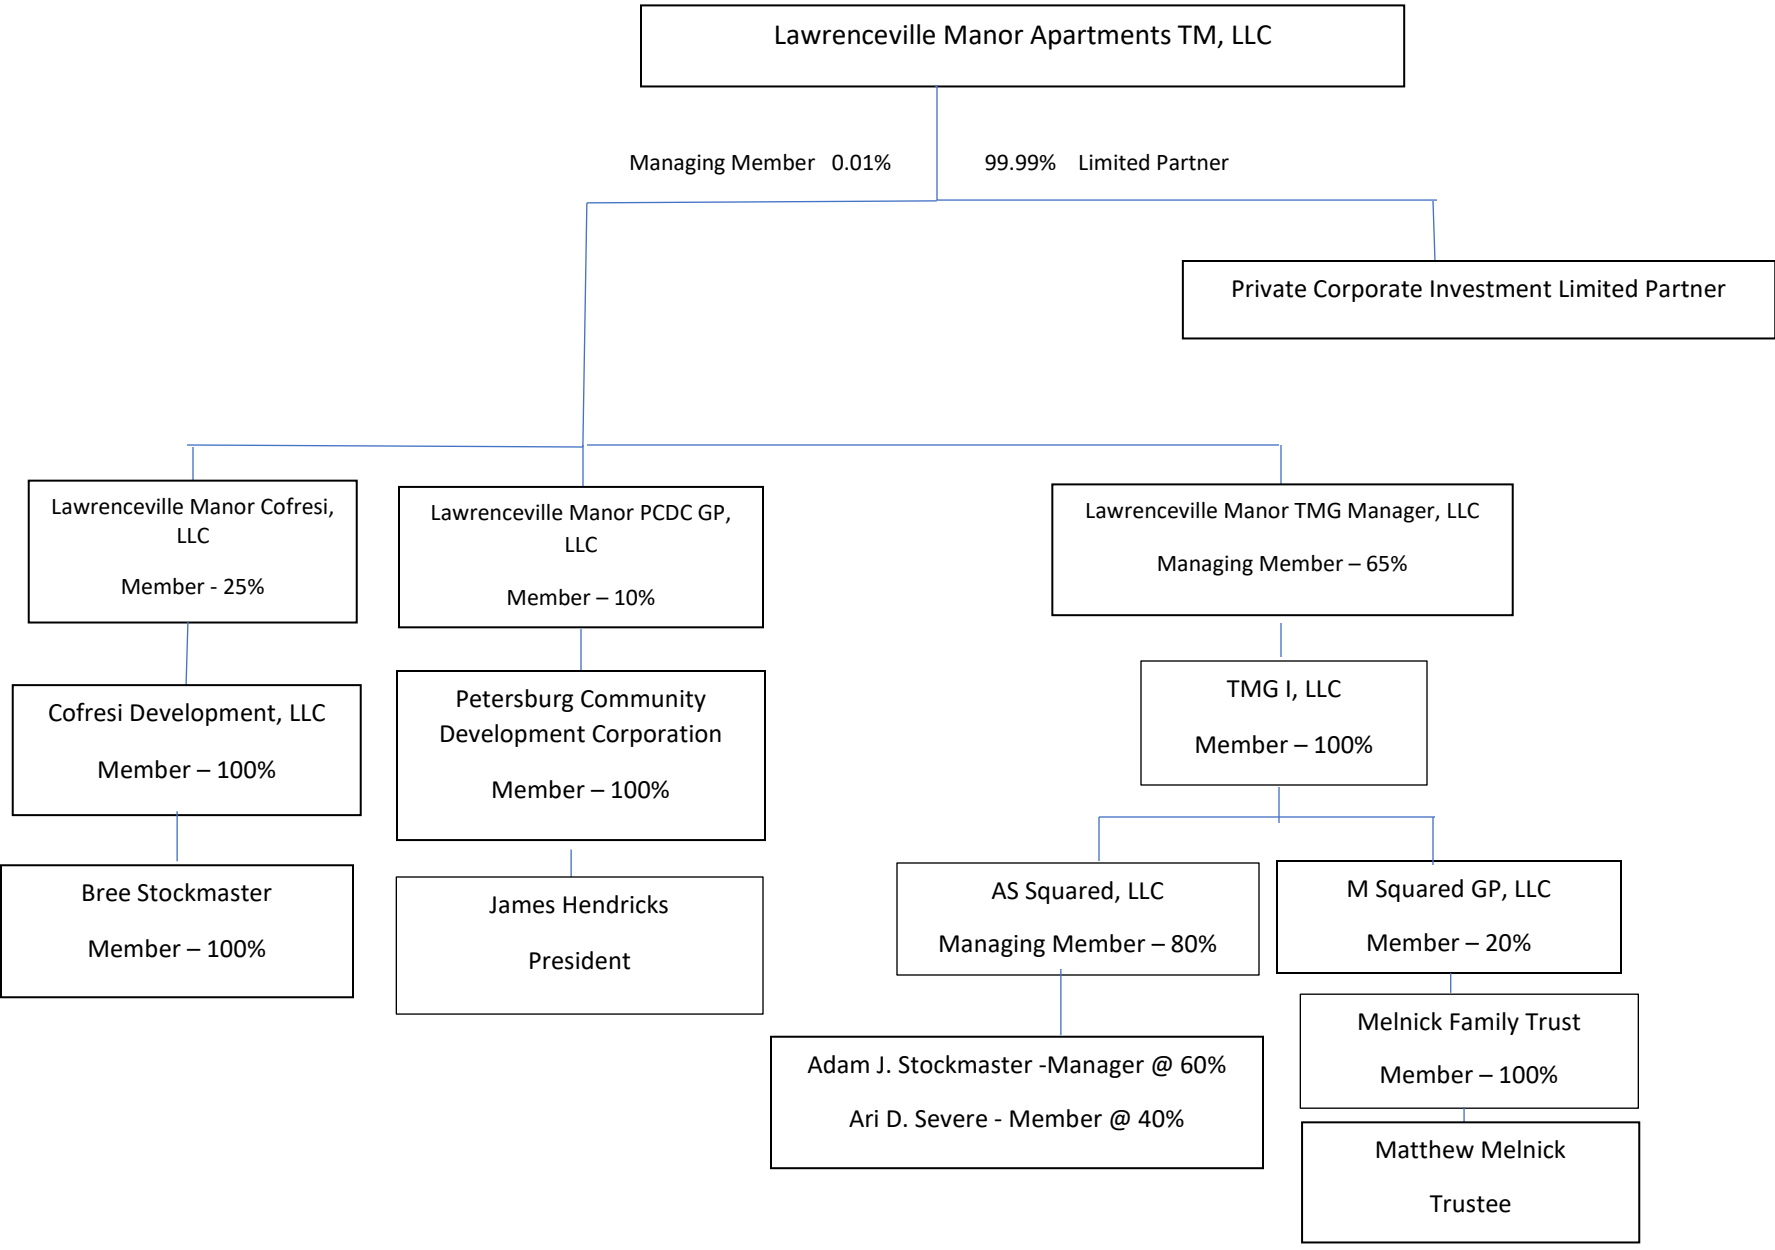 Lawrenceville Manor Apartments TM, LLC
Managing Member 0.01%
99.99% Limited Partner
Private Corporate Investment Limited Partner
Lawrenceville Manor Cofresi,
LLC
Member - 25%
Lawrenceville Manor PCDC GP,
LLC
Member – 10%
Lawrenceville Manor TMG Manager, LLC
Managing Member – 65%
Cofresi Development, LLC
Member – 100%
Petersburg Community
Development Corporation
Member – 100%
TMG I, LLC
Member – 100%
Bree Stockmaster
Member – 100%
James Hendricks
President
AS Squared, LLC
Managing Member – 80%
M Squared GP, LLC
Member – 20%
Adam J. Stockmaster -Manager @ 60%
Ari D. Severe - Member @ 40%
Melnick Family Trust
Member – 100%
Matthew Melnick
Trustee